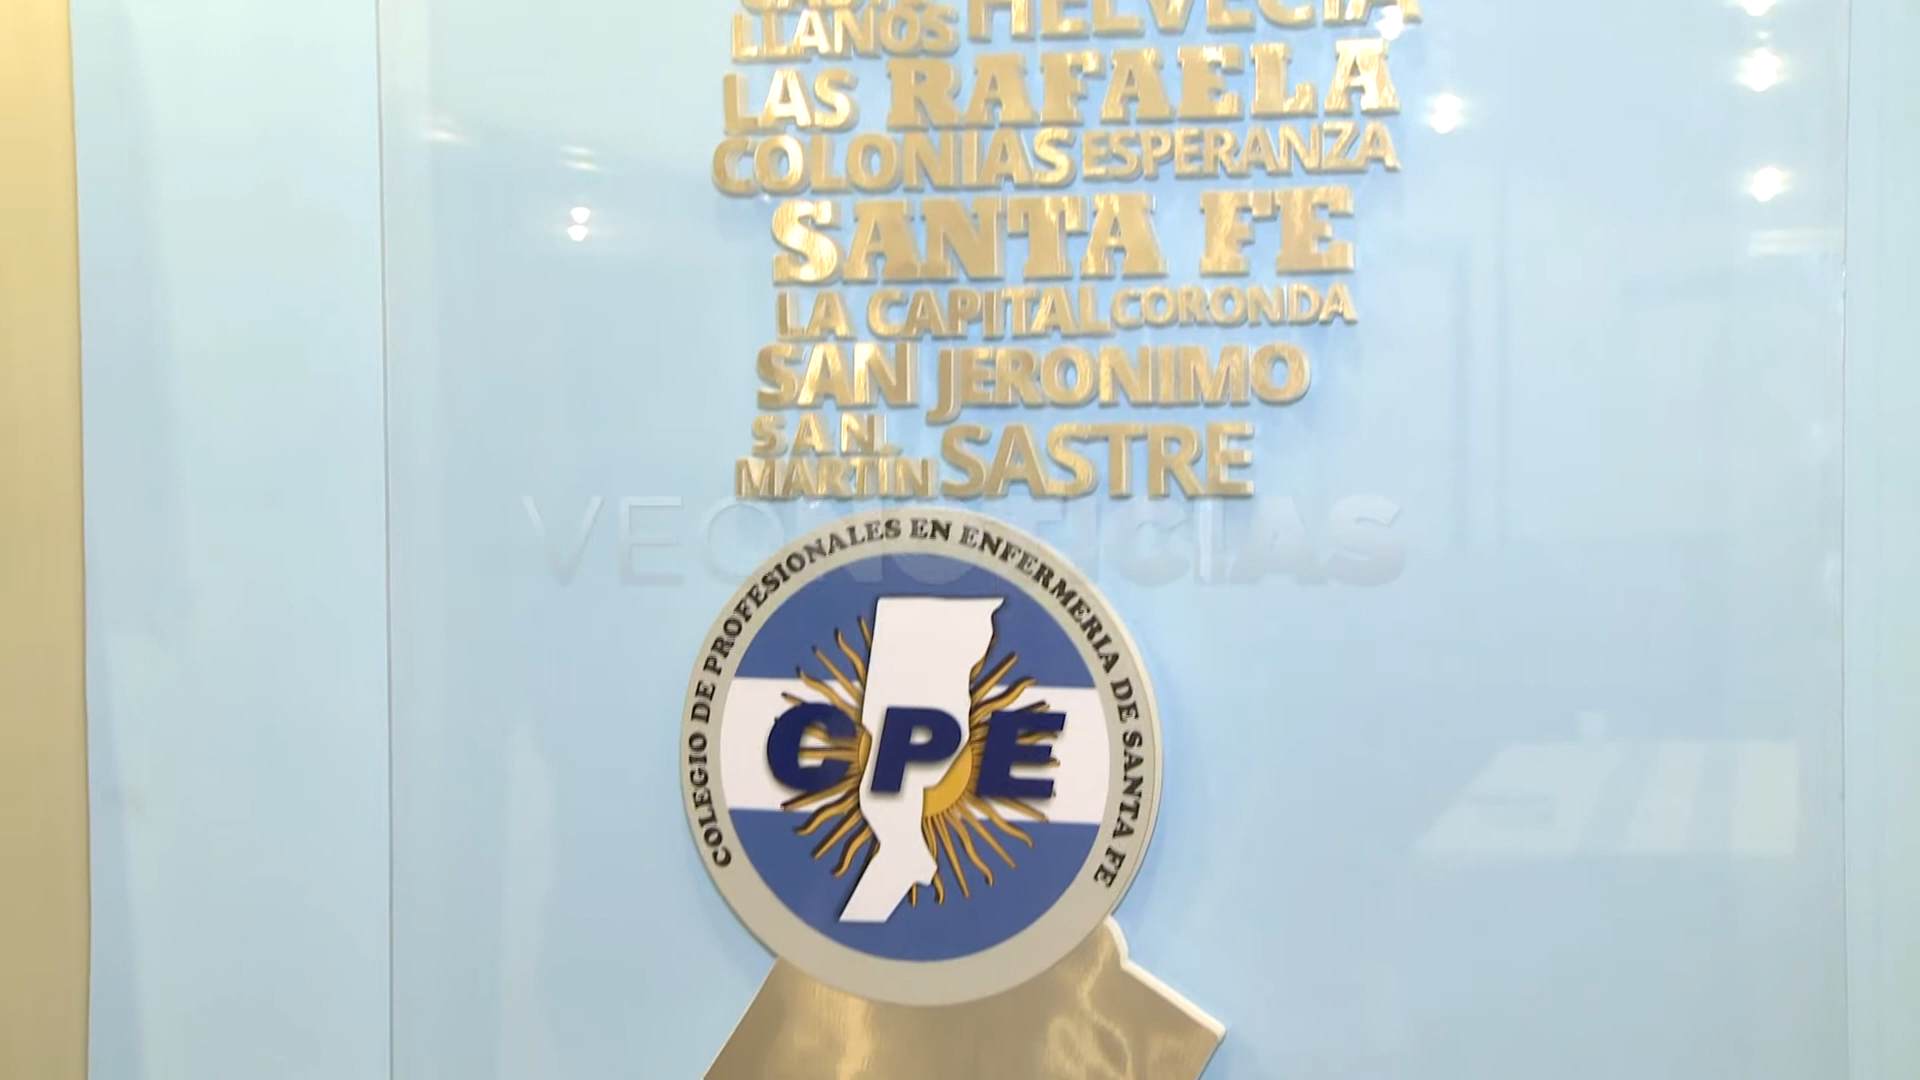 LLANOS HELVECIA
LAS RAFAELA
COLONIAS ESPERANZA
SANTA FE
LA CAPITAL CORONDA
SAN JERONIMO
SAN
MARTIN SASTRE
VEONOTICIAS
COLEGIO DE PROFESIONALES EN ENFERMERIA DE SANTA FE
CPE